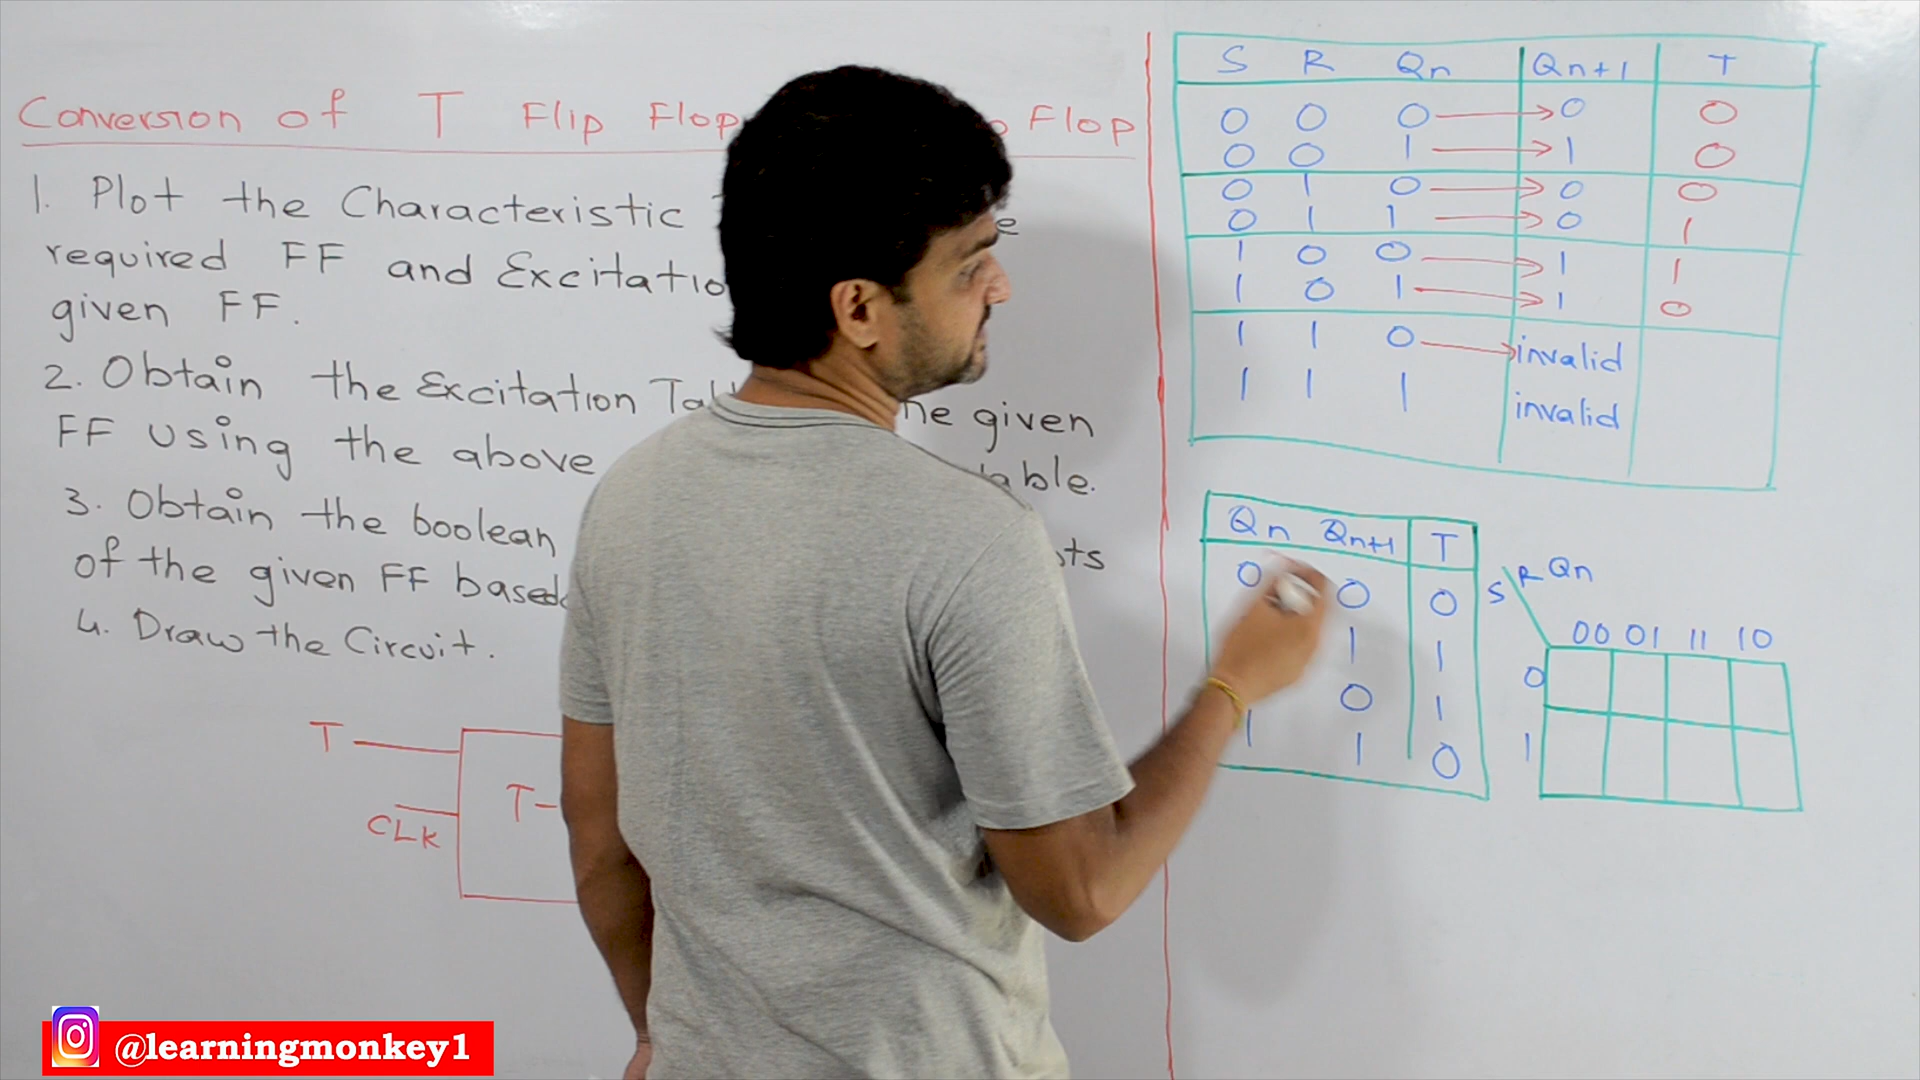 Conversion of T Flip Flop Flop
1. Plot the Characteristic
required FF and Excitatio
given FF.
2. Obtain the Excitation Ta he given
FF using the above able.
3. Obtain the boolean
of the given FF based
4. Draw the Circuit.
T
T-
CLK
S R Qn Qn+1 T
0 0 0 0 0
0 0 1 1 0
0 1 0 0 0
0 1 1 0 1
1 0 0 1 1
1 0 1 1 0
1 1 0 invalid
1 1 1 invalid
Qn Qn+1 T
0 0 0
1 1
0 1
1 1 0
S R Qn
00 01 11 10
0
1
@learningmonkey1